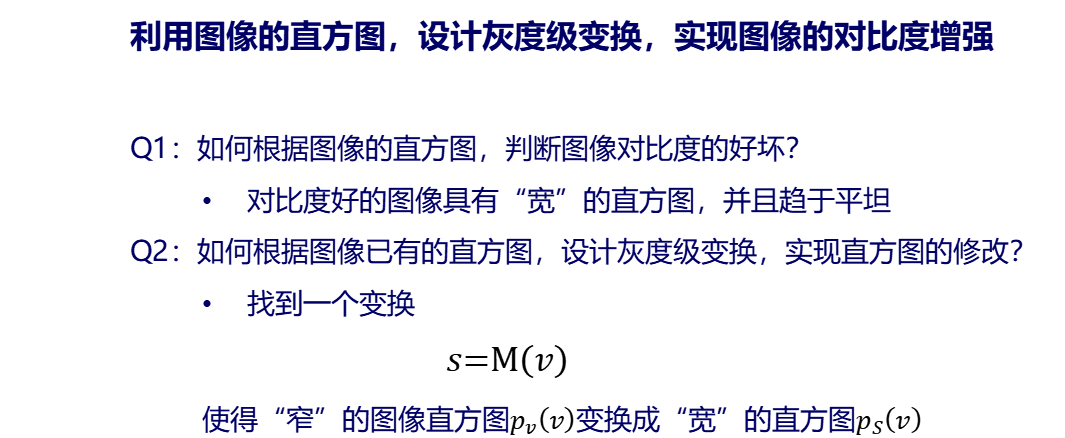 利用图像的直方图，设计灰度级变换，实现图像的对比度增强
Q1：如何根据图像的直方图，判断图像对比度的好坏？
• 对比度好的图像具有“宽”的直方图，并且趋于平坦
Q2：如何根据图像已有的直方图，设计灰度级变换，实现直方图的修改？
• 找到一个变换
s=M(v)
使得“窄”的图像直方图p_v(v)变换成“宽”的直方图p_S(v)